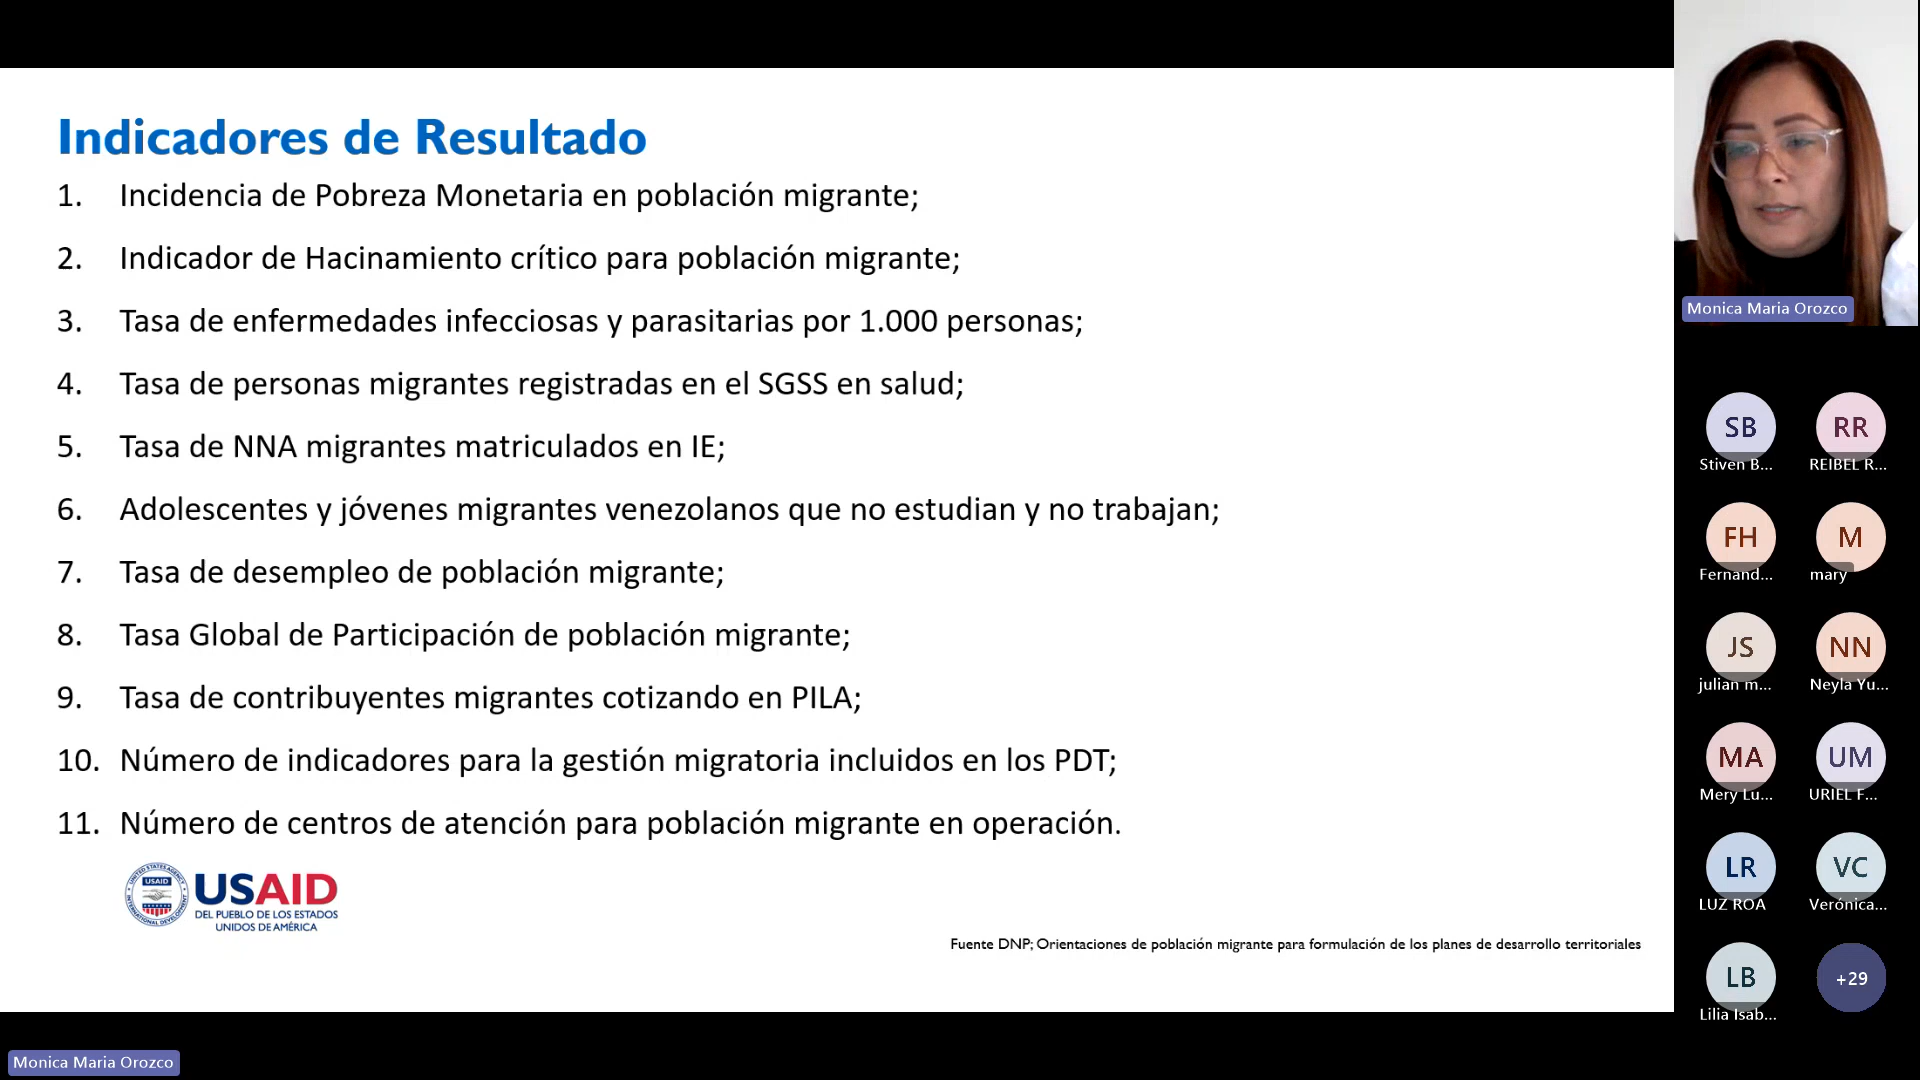 Indicadores de Resultado
1. Incidencia de Pobreza Monetaria en población migrante;
2. Indicador de Hacinamiento crítico para población migrante;
3. Tasa de enfermedades infecciosas y parasitarias por 1.000 personas;
4. Tasa de personas migrantes registradas en el SGSS en salud;
5. Tasa de NNA migrantes matriculados en IE;
6. Adolescentes y jóvenes migrantes venezolanos que no estudian y no trabajan;
7. Tasa de desempleo de población migrante;
8. Tasa Global de Participación de población migrante;
9. Tasa de contribuyentes migrantes cotizando en PILA;
10. Número de indicadores para la gestión migratoria incluidos en los PDT;
11. Número de centros de atención para población migrante en operación.
UNITED STATES AGENCY
USAID
INTERNATIONAL DEVELOPMENT
USAID
DEL PUEBLO DE LOS ESTADOS
UNIDOS DE AMÉRICA
Fuente DNP; Orientaciones de población migrante para formulación de los planes de desarrollo territoriales
Monica Maria Orozco
Monica Maria Orozco
SB
Stiven B...
RR
REIBEL R...
FH
Fernand...
M
mary
JS
julian m...
NN
Neyla Yu...
MA
Mery Lu...
UM
URIEL F...
LR
LUZ ROA
VC
Verónica...
LB
Lilia Isab...
+29